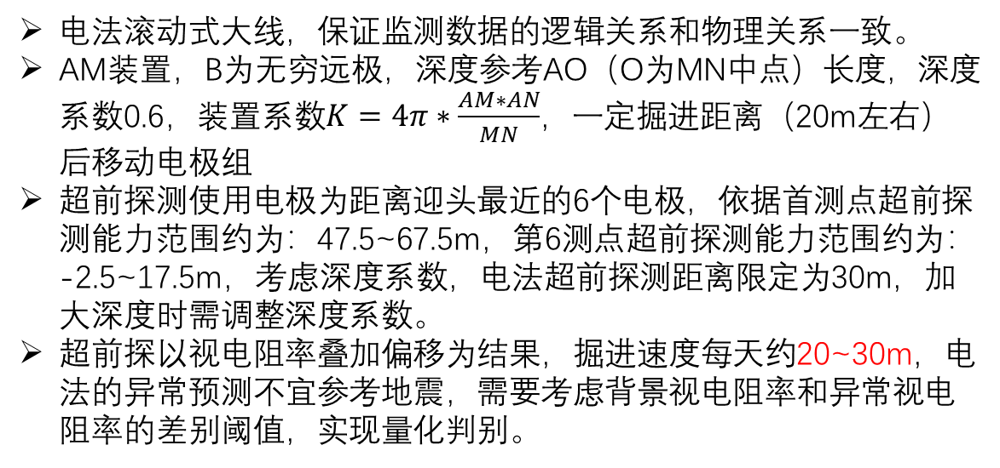 ➢ 电法滚动式大线，保证监测数据的逻辑关系和物理关系一致。
➢ AM装置，B为无穷远极，深度参考AO（O为MN中点）长度，深度
系数0.6，装置系数K = 4π * \frac{AM*AN}{MN}，一定掘进距离（20m左右）
后移动电极组
➢ 超前探测使用电极为距离迎头最近的6个电极，依据首测点超前探
测能力范围约为：47.5~67.5m，第6测点超前探测能力范围约为：
-2.5~17.5m，考虑深度系数，电法超前探测距离限定为30m，加
大深度时需调整深度系数。
➢ 超前探以视电阻率叠加偏移为结果，掘进速度每天约20~30m，电
法的异常预测不宜参考地震，需要考虑背景视电阻率和异常视电
阻率的差别阈值，实现量化判别。